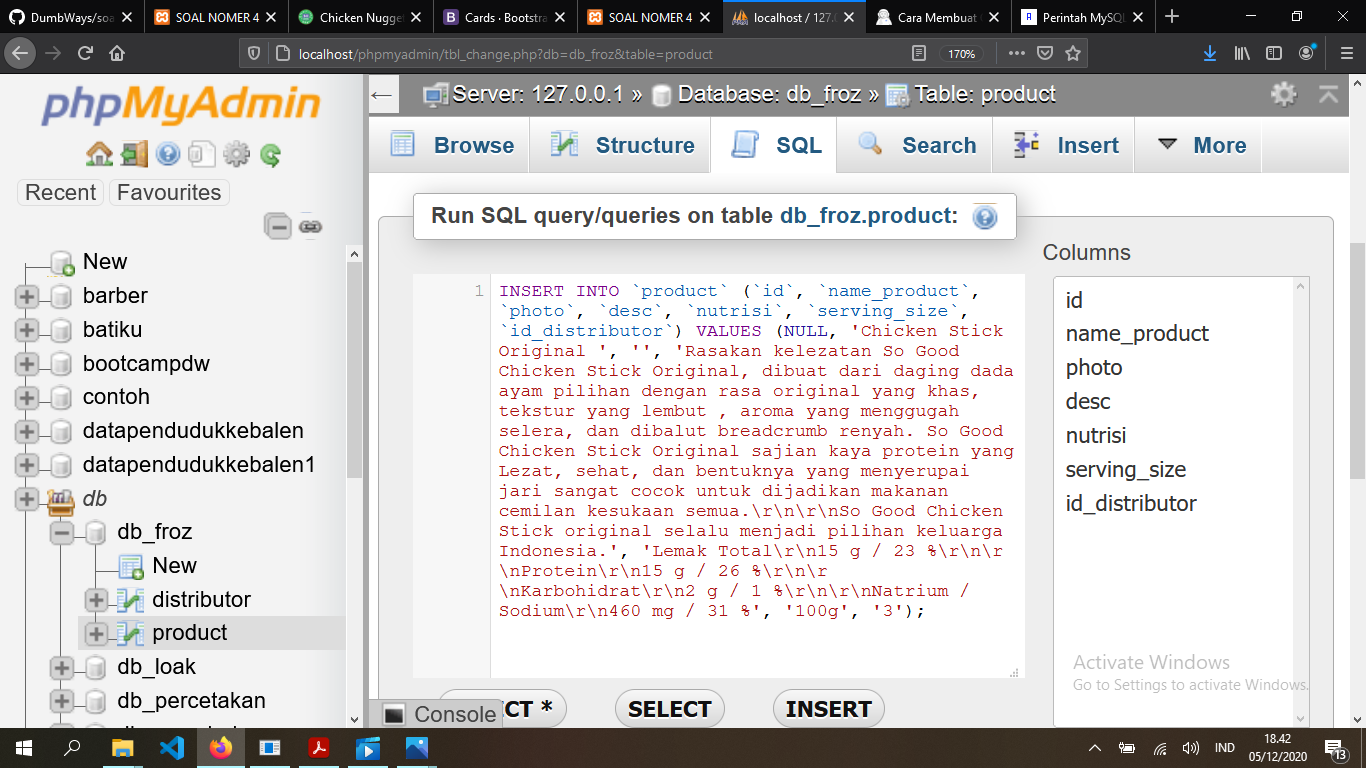 DumbWays/soa
SOAL NOMER 4
Chicken Nugge
Cards · Bootstra
SOAL NOMER 4
localhost / 127.0
Cara Membuat
Perintah MySQL
localhost/phpmyadmin/tbl_change.php?db=db_froz&table=product
170%
phpMyAdmin
Recent
Favourites
New
barber
batiku
bootcampdw
contoh
datapendudukkebalen
datapendudukkebalen1
db
db_froz
New
distributor
product
db_loak
db_percetakan
Server: 127.0.0.1 » Database: db_froz » Table: product
Browse
Structure
SQL
Search
Insert
More
Run SQL query/queries on table db_froz.product:
1
INSERT INTO `product` (`id`, `name_product`,
`photo`, `desc`, `nutrisi`, `serving_size`,
`id_distributor`) VALUES (NULL, 'Chicken Stick
Original ', '', 'Rasakan kelezatan So Good
Chicken Stick Original, dibuat dari daging dada
ayam pilihan dengan rasa original yang khas,
tekstur yang lembut , aroma yang menggugah
selera, dan dibalut breadcrumb renyah. So Good
Chicken Stick Original sajian kaya protein yang
Lezat, sehat, dan bentuknya yang menyerupai
jari sangat cocok untuk dijadikan makanan
cemilan kesukaan semua.\r\n\r\nSo Good Chicken
Stick original selalu menjadi pilihan keluarga
Indonesia.', 'Lemak Total\r\n15 g / 23 %\r\n\r
\nProtein\r\n15 g / 26 %\r\n\r
\nKarbohidrat\r\n2 g / 1 %\r\n\r\nNatrium /
Sodium\r\n460 mg / 31 %', '100g', '3');
Columns
id
name_product
photo
desc
nutrisi
serving_size
id_distributor
Activate Windows
Go to Settings to activate Windows.
Console
CT *
SELECT
INSERT
IND
18.42
05/12/2020
13